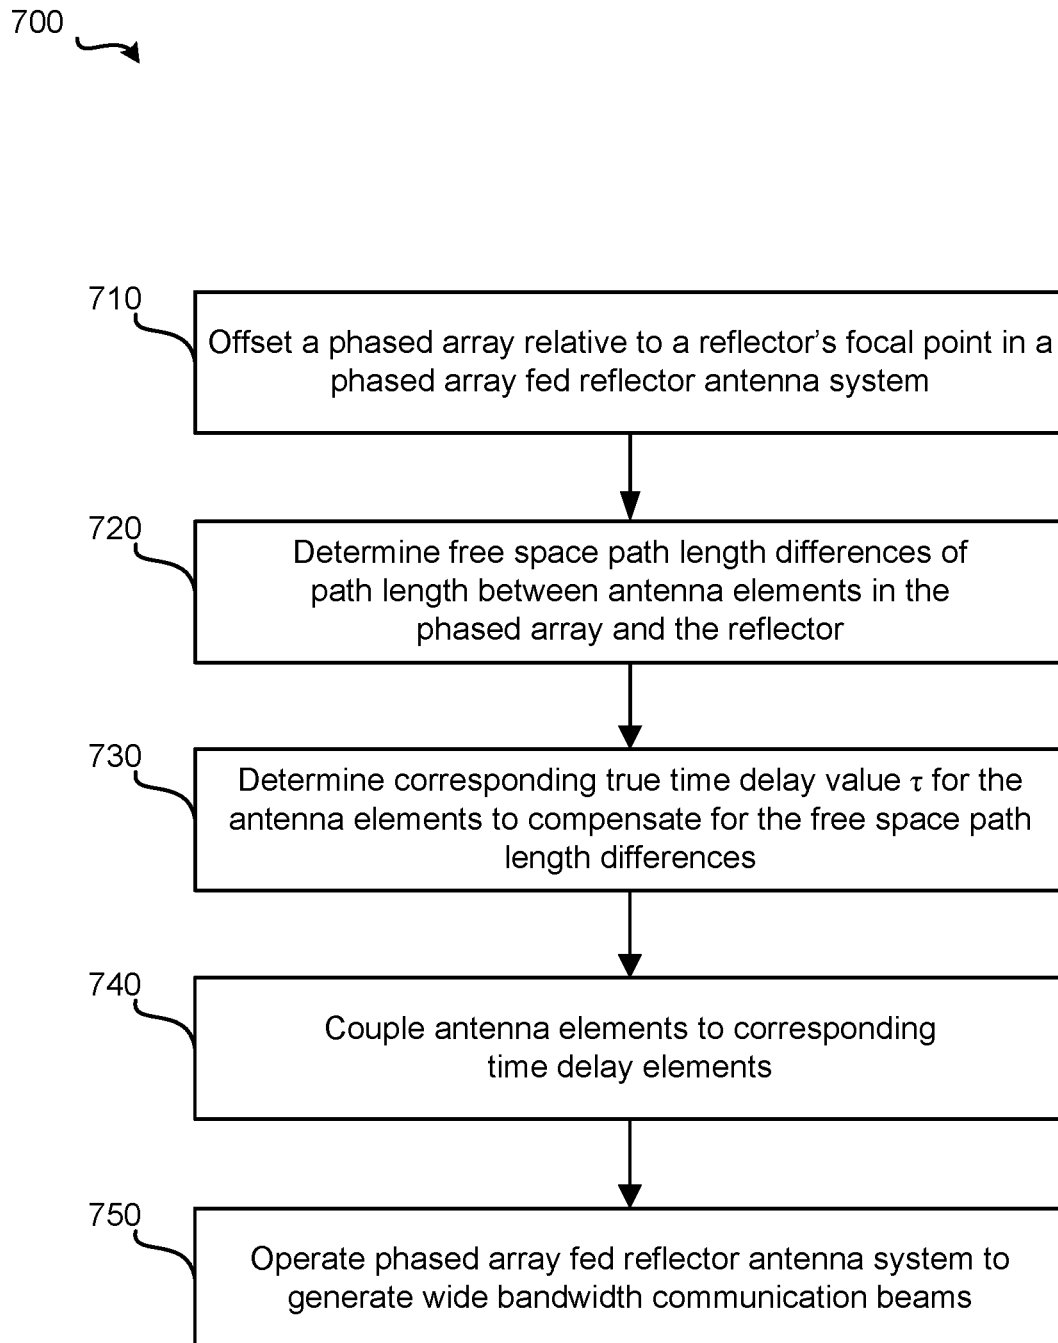 700
710
Offset a phased array relative to a reflector's focal point in a
phased array fed reflector antenna system
720
Determine free space path length differences of
path length between antenna elements in the
phased array and the reflector
730
Determine corresponding true time delay value τ for the
antenna elements to compensate for the free space path
length differences
740
Couple antenna elements to corresponding
time delay elements
750
Operate phased array fed reflector antenna system to
generate wide bandwidth communication beams